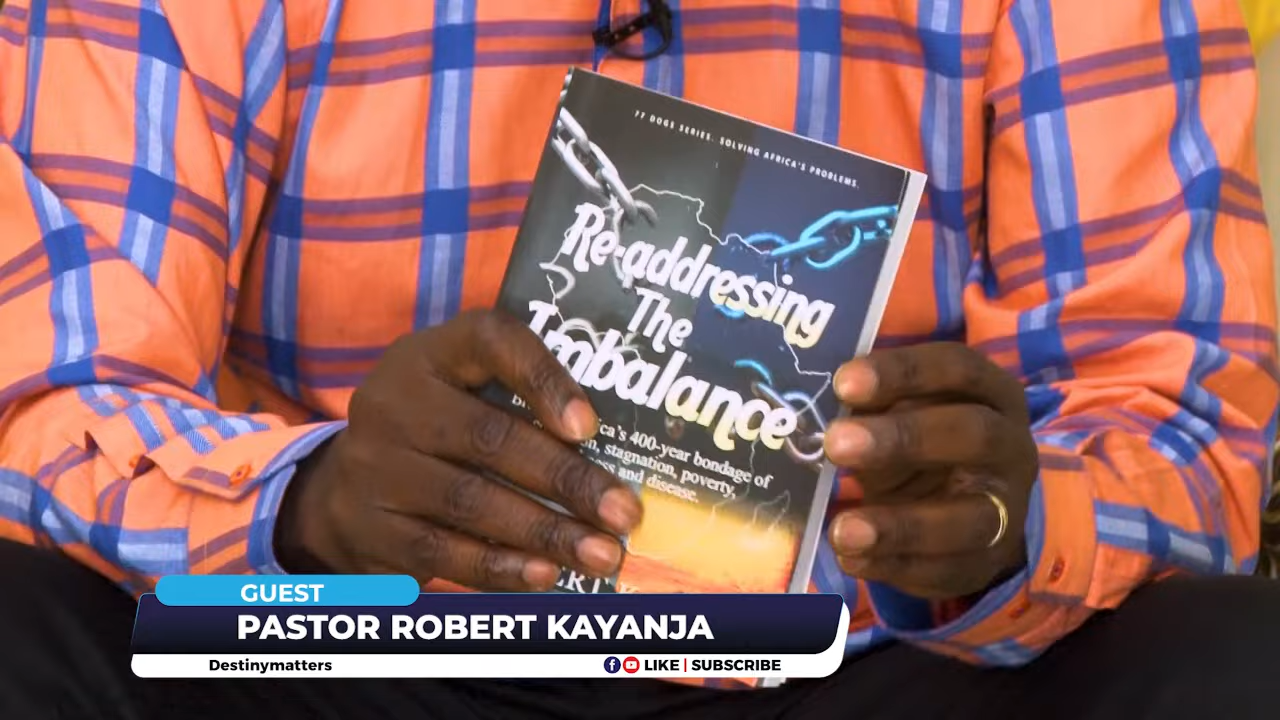 77 DOGS SERIES. SOLVING AFRICA'S PROBLEMS.
Re-addressing
The
Imbalance
400-year bondage of
stagnation, poverty,
and disease.
GUEST
PASTOR ROBERT KAYANJA
Destinymatters
LIKE | SUBSCRIBE